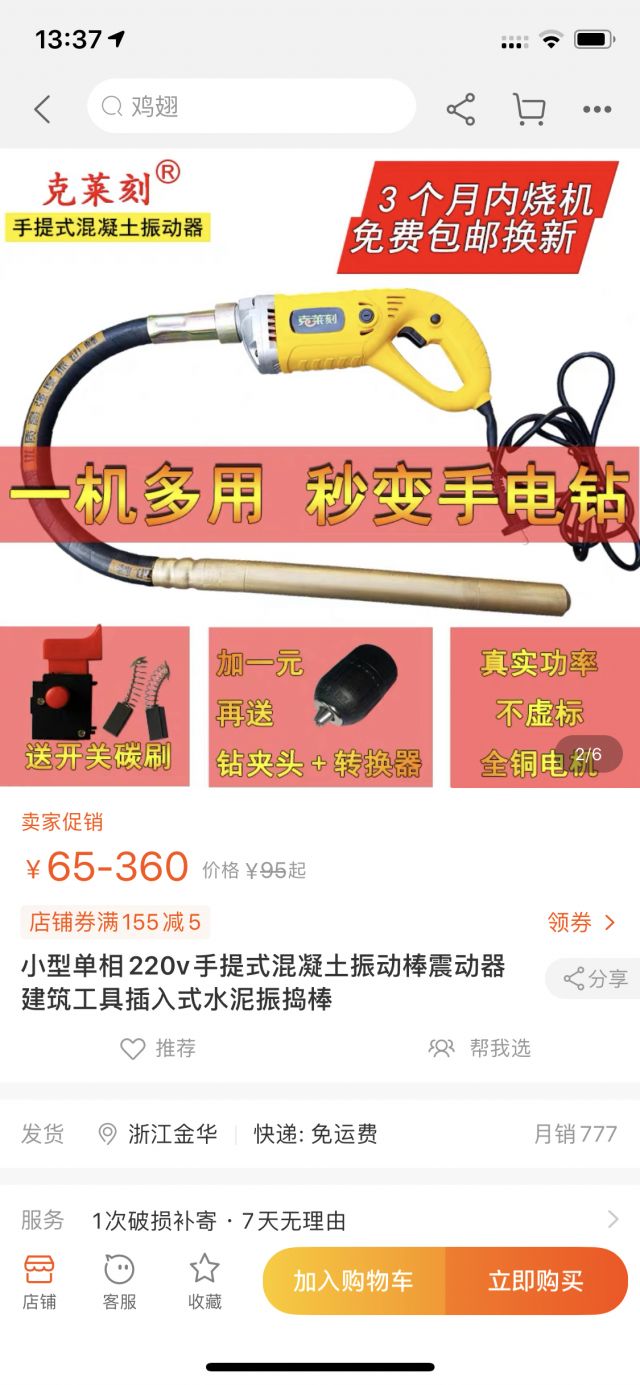 13:37
鸡翅
克莱刻®
手提式混凝土振动器
3个月内烧机
免费包邮换新
克莱刻
一机多用 秒变手电钻
送开关碳刷
加一元
再送
钻夹头+转换器
真实功率
不虚标
全铜电机
2/6
卖家促销
¥65-360 价格 ¥95起
店铺券满155减5 领券
小型单相220v手提式混凝土振动棒震动器
建筑工具插入式水泥振捣棒
分享
推荐 帮我选
发货 浙江金华 快递: 免运费 月销777
服务 1次破损补寄 · 7天无理由
店铺 客服 收藏 加入购物车 立即购买